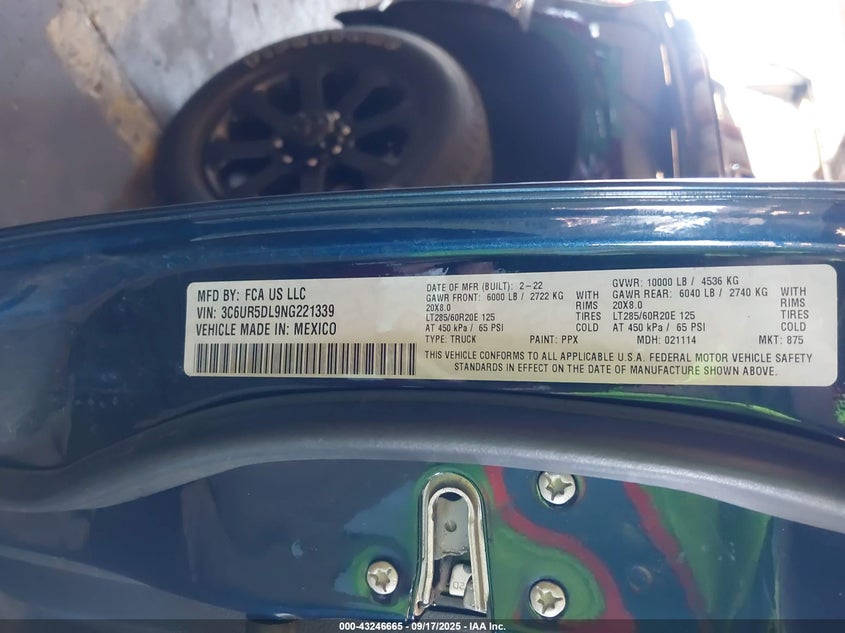 MFD BY: FCA US LLC
VIN: 3C6UR5DL9NG221339
VEHICLE MADE IN: MEXICO
DATE OF MFR (BUILT): 2-22
GAWR FRONT: 6000 LB / 2722 KG WITH
20X8.0 RIMS
LT285/60R20E 125 TIRES
AT 450 kPa / 65 PSI COLD
TYPE: TRUCK PAINT: PPX
GVWR: 10000 LB / 4536 KG
GAWR REAR: 6040 LB / 2740 KG WITH
20X8.0 RIMS
LT285/60R20E 125 TIRES
AT 450 kPa / 65 PSI COLD
MDH: 021114 MKT: 875
THIS VEHICLE CONFORMS TO ALL APPLICABLE U.S.A. FEDERAL MOTOR VEHICLE SAFETY
STANDARDS IN EFFECT ON THE DATE OF MANUFACTURE SHOWN ABOVE.
000-43246665 - 09/17/2025 - IAA Inc.